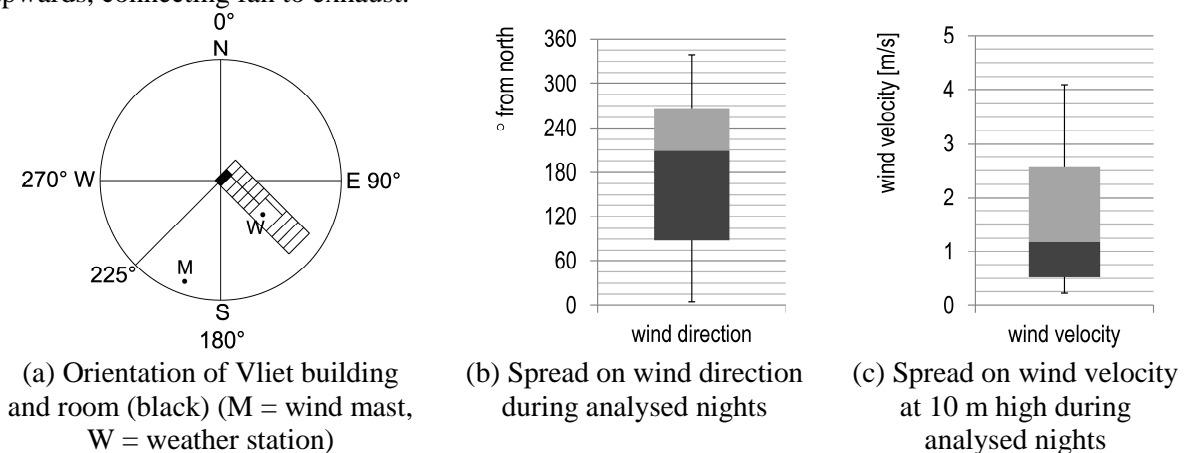 upwards, connecting fan to exhaust.
0°
N
270° W
E 90°
W
225°
M
S
180°
° from north
360
300
240
180
120
60
0
wind direction
wind velocity [m/s]
5
4
3
2
1
0
wind velocity
(a) Orientation of Vliet building
and room (black) (M = wind mast,
W = weather station)
(b) Spread on wind direction
during analysed nights
(c) Spread on wind velocity
at 10 m high during
analysed nights